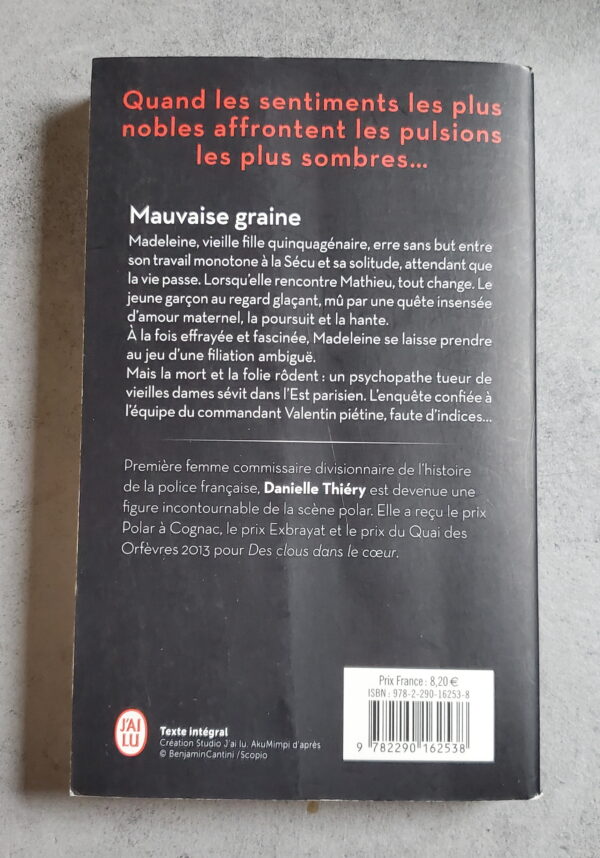 Quand les sentiments les plus
nobles affrontent les pulsions
les plus sombres...
Mauvaise graine
Madeleine, vieille fille quinquagénaire, erre sans but entre
son travail monotone à la Sécu et sa solitude, attendant que
la vie passe. Lorsqu'elle rencontre Mathieu, tout change. Le
jeune garçon au regard glaçant, mû par une quête insensée
d'amour maternel, la poursuit et la hante.
À la fois effrayée et fascinée, Madeleine se laisse prendre
au jeu d'une filiation ambiguë.
Mais la mort et la folie rôdent : un psychopathe tueur de
vieilles dames sévit dans l'Est parisien. L'enquête confiée à
l'équipe du commandant Valentin piétine, faute d'indices...
Première femme commissaire divisionnaire de l'histoire
de la police française, Danielle Thiéry est devenue une
figure incontournable de la scène polar. Elle a reçu le prix
Polar à Cognac, le prix Exbrayat et le prix du Quai des
Orfèvres 2013 pour Des clous dans le cœur.
Prix France : 8,20 €
ISBN : 978-2-290-16253-8
9 782290 162538
J'AI
LU
Texte intégral
Création Studio J'ai lu. AkuMimpi d'après
© BenjaminCantini /Scopio